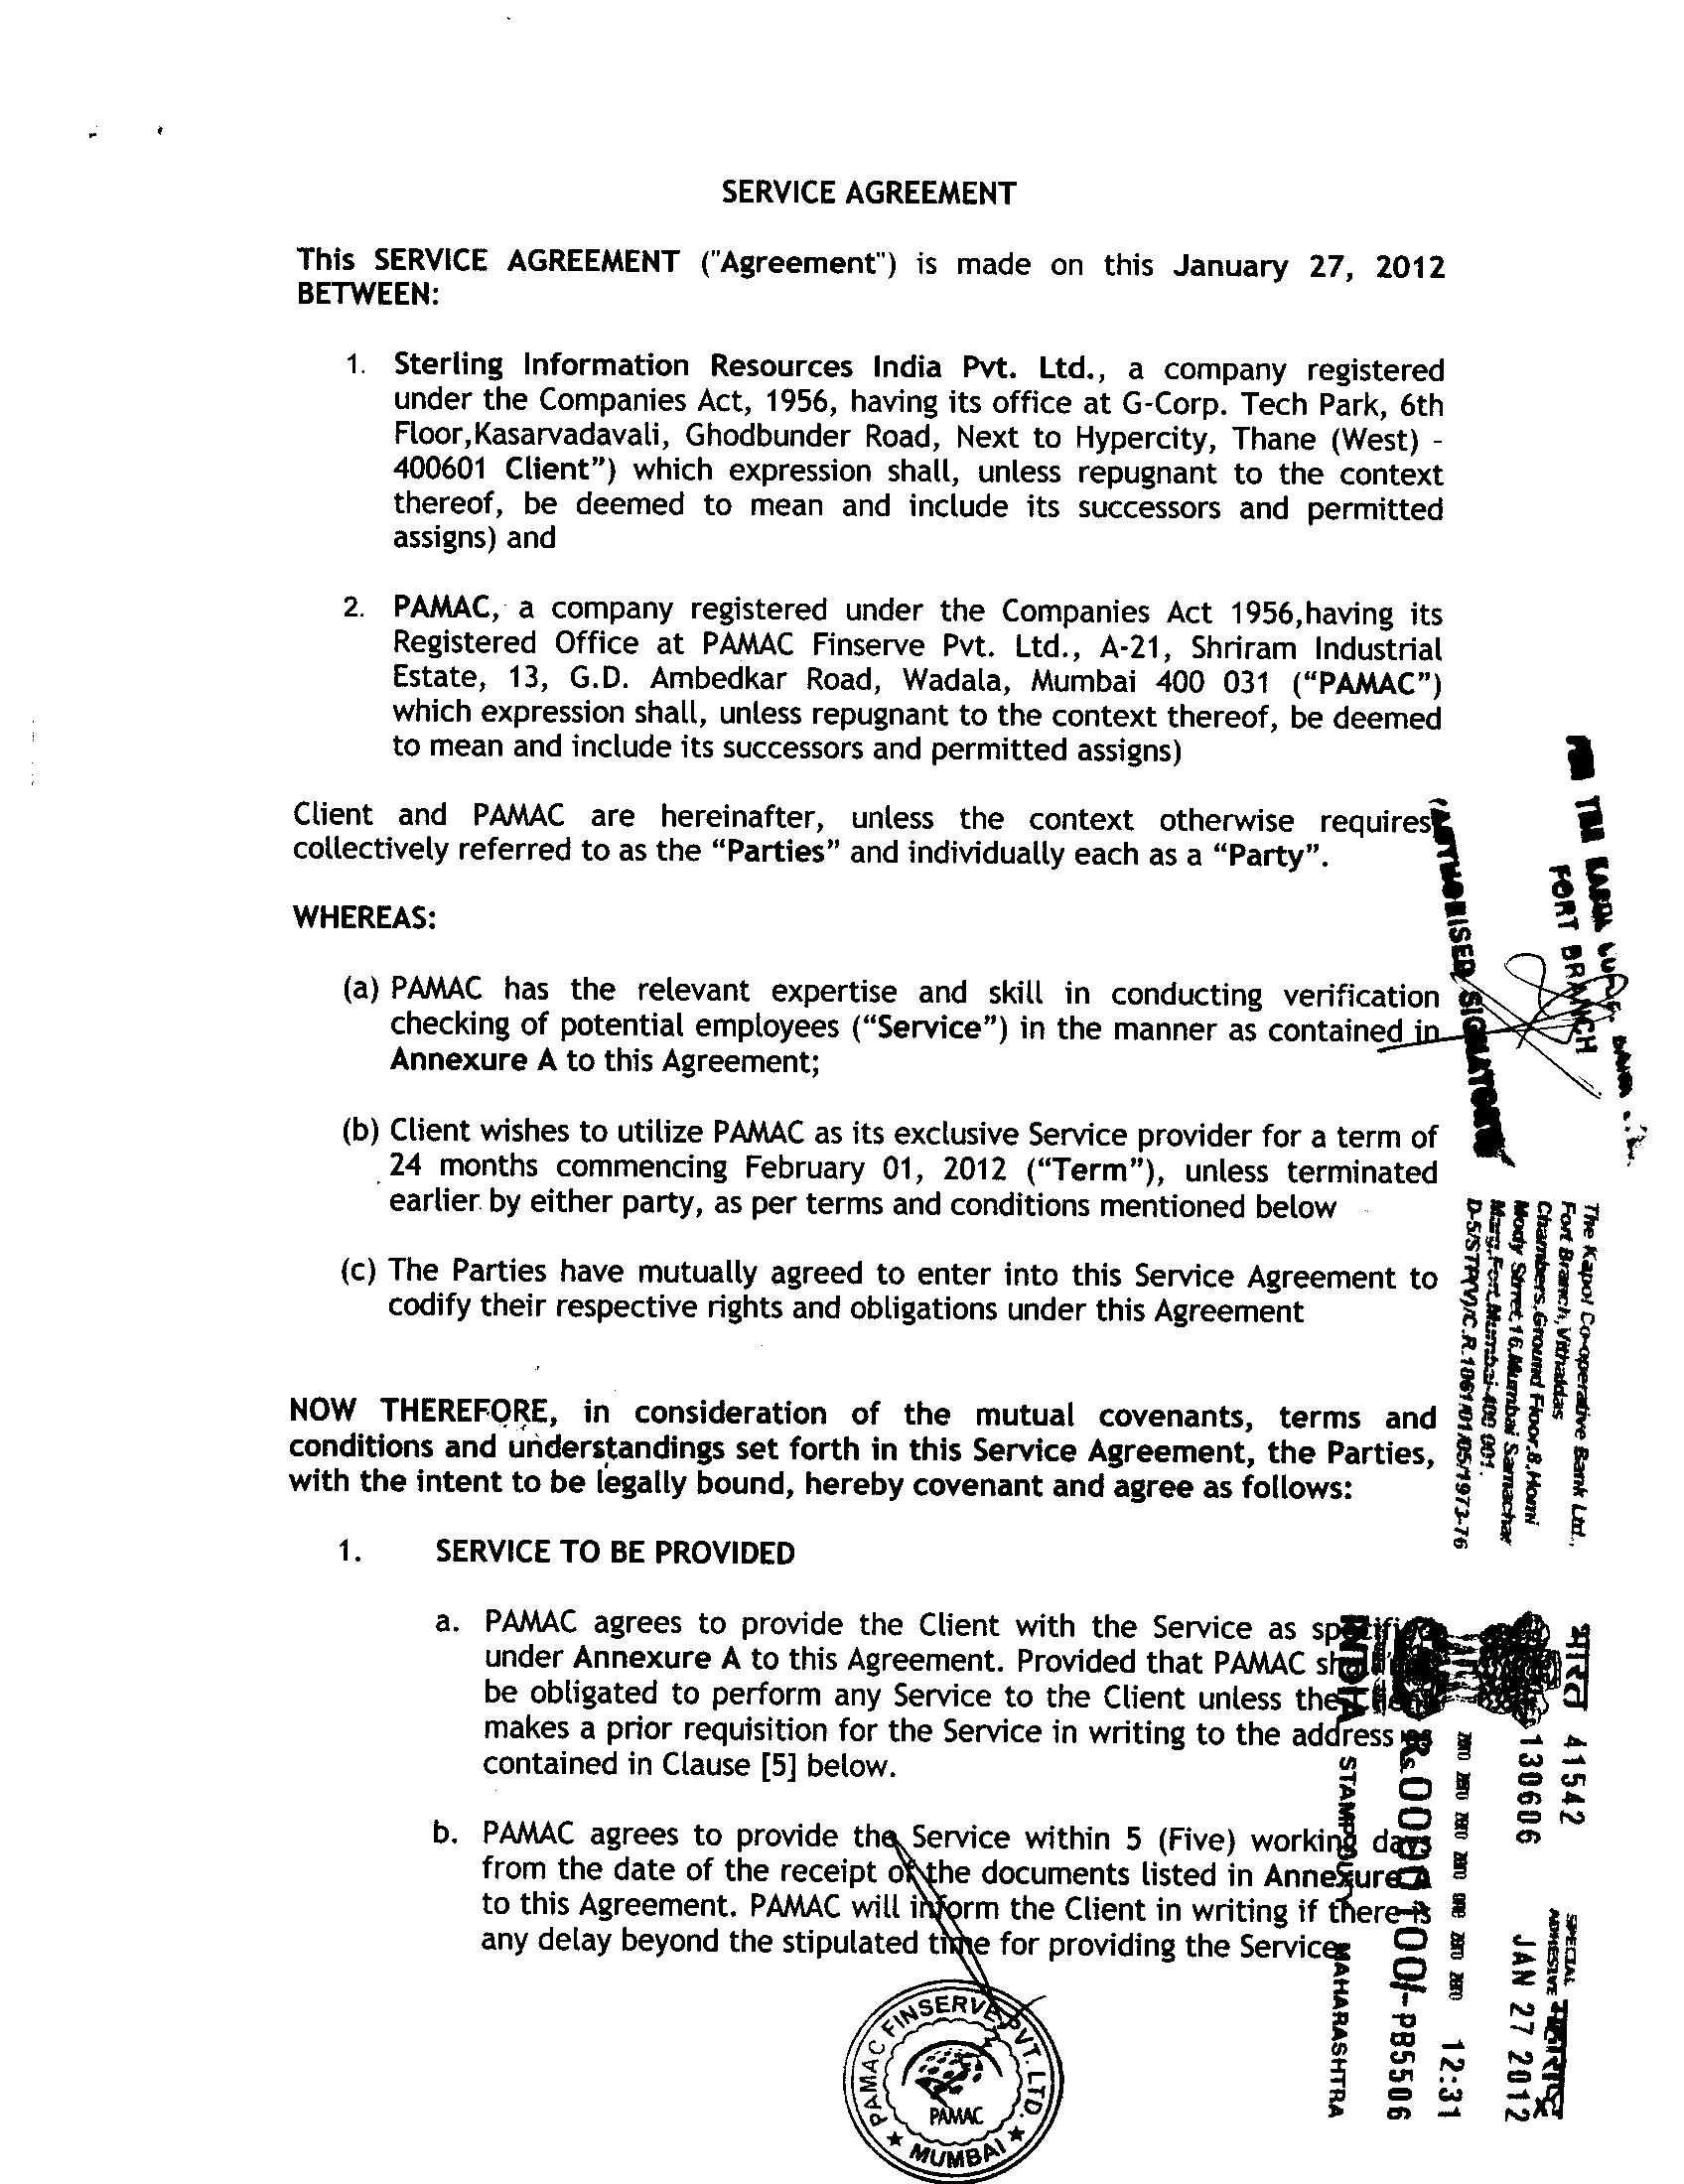 SERVICE AGREEMENT
This SERVICE AGREEMENT ("Agreement") is made on this January 27, 2012
BETWEEN:
1. Sterling Information Resources India Pvt. Ltd., a company registered
under the Companies Act, 1956, having its office at G-Corp. Tech Park, 6th
Floor,Kasarvadavali, Ghodbunder Road, Next to Hypercity, Thane (West) -
400601 Client”) which expression shall, unless repugnant to the context
thereof, be deemed to mean and include its successors and permitted
assigns) and
2. PAMAC, a company registered under the Companies Act 1956,having its
Registered Office at PAMAC Finserve Pvt. Ltd., A-21, Shriram Industrial
Estate, 13, G.D. Ambedkar Road, Wadala, Mumbai 400 031 (“PAMAC”)
which expression shall, unless repugnant to the context thereof, be deemed
to mean and include its successors and permitted assigns)
Client and PAMAC are hereinafter, unless the context otherwise requires
collectively referred to as the “Parties” and individually each as a “Party”.
WHEREAS:
(a) PAMAC has the relevant expertise and skill in conducting verification
checking of potential employees (“Service”) in the manner as contained in
Annexure A to this Agreement;
(b) Client wishes to utilize PAMAC as its exclusive Service provider for a term of
24 months commencing February 01, 2012 (“Term”), unless terminated
earlier by either party, as per terms and conditions mentioned below
(c) The Parties have mutually agreed to enter into this Service Agreement to
codify their respective rights and obligations under this Agreement
NOW THEREFORE, in consideration of the mutual covenants, terms and
conditions and understandings set forth in this Service Agreement, the Parties,
with the intent to be legally bound, hereby covenant and agree as follows:
1. SERVICE TO BE PROVIDED
a. PAMAC agrees to provide the Client with the Service as
under Annexure A to this Agreement. Provided that PAMAC
be obligated to perform any Service to the Client unless the
makes a prior requisition for the Service in writing to the address as
contained in Clause [5] below.
b. PAMAC agrees to provide the Service within 5 (Five) working days
from the date of the receipt of the documents listed in Annexure A
to this Agreement. PAMAC will inform the Client in writing if there is
any delay beyond the stipulated time for providing the Service
PAMAC FINSERVE PVT. LTD.
PAMAC
★ MUMBAI ★
FORT BRANCH
AUTHORISED SIGNATORY
The Kapol Co-operative Bank Ltd.,
Fort Branch,Vithaldas
Chambers,Ground Floor,8,Homi
Mody Street,16,Mumbai Samachar
Marg,Fort,Mumbai-400 001.
D-5/STP(V)/C.R.1061/01/05/1973-76
भारत 41542
130606
SPECIAL ADHESIVE
JAN 27 2012
ZERO ZERO ZERO ZERO ONE ZERO ZERO 12:31
R.0000100/-PB5506
INDIA STAMP DUTY MAHARASHTRA